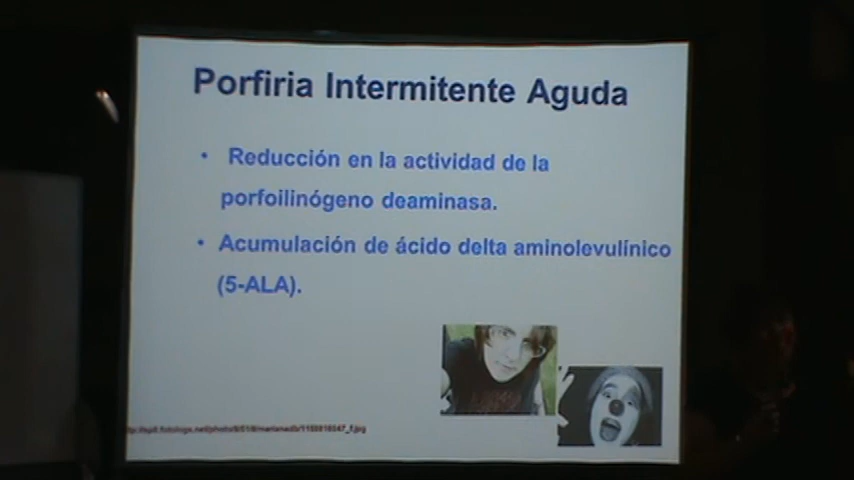 Porfiria Intermitente Aguda
• Reducción en la actividad de la
porfoilinógeno deaminasa.
• Acumulación de ácido delta aminolevulínico
(5-ALA).